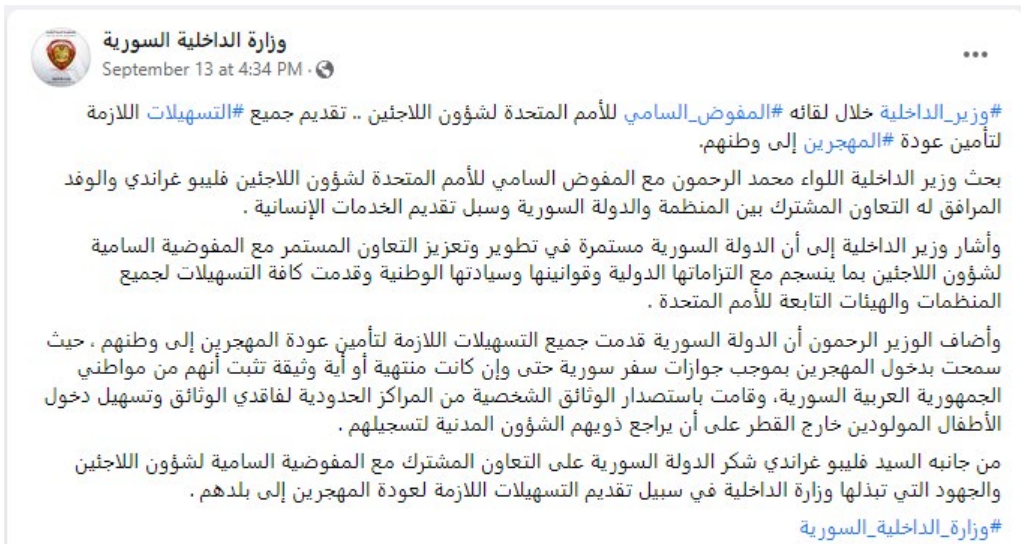 وزارة الداخلية السورية
September 13 at 4:34 PM ·
#وزير_الداخلية خلال لقائه #المفوض_السامي للأمم المتحدة لشؤون اللاجئين .. تقديم جميع #التسهيلات اللازمة
لتأمين عودة #المهجرين إلى وطنهم.
بحث وزير الداخلية اللواء محمد الرحمون مع المفوض السامي للأمم المتحدة لشؤون اللاجئين فليبو غراندي والوفد
المرافق له التعاون المشترك بين المنظمة والدولة السورية وسبل تقديم الخدمات الإنسانية .
وأشار وزير الداخلية إلى أن الدولة السورية مستمرة في تطوير وتعزيز التعاون المستمر مع المفوضية السامية
لشؤون اللاجئين بما ينسجم مع التزاماتها الدولية وقوانينها وسيادتها الوطنية وقدمت كافة التسهيلات لجميع
المنظمات والهيئات التابعة للأمم المتحدة .
وأضاف الوزير الرحمون أن الدولة السورية قدمت جميع التسهيلات اللازمة لتأمين عودة المهجرين إلى وطنهم ، حيث
سمحت بدخول المهجرين بموجب جوازات سفر سورية حتى وإن كانت منتهية أو أية وثيقة تثبت أنهم من مواطني
الجمهورية العربية السورية، وقامت باستصدار الوثائق الشخصية من المراكز الحدودية لفاقدي الوثائق وتسهيل دخول
الأطفال المولودين خارج القطر على أن يراجع ذويهم الشؤون المدنية لتسجيلهم .
من جانبه السيد فليبو غراندي شكر الدولة السورية على التعاون المشترك مع المفوضية السامية لشؤون اللاجئين
والجهود التي تبذلها وزارة الداخلية في سبيل تقديم التسهيلات اللازمة لعودة المهجرين إلى بلدهم .
#وزارة_الداخلية_السورية